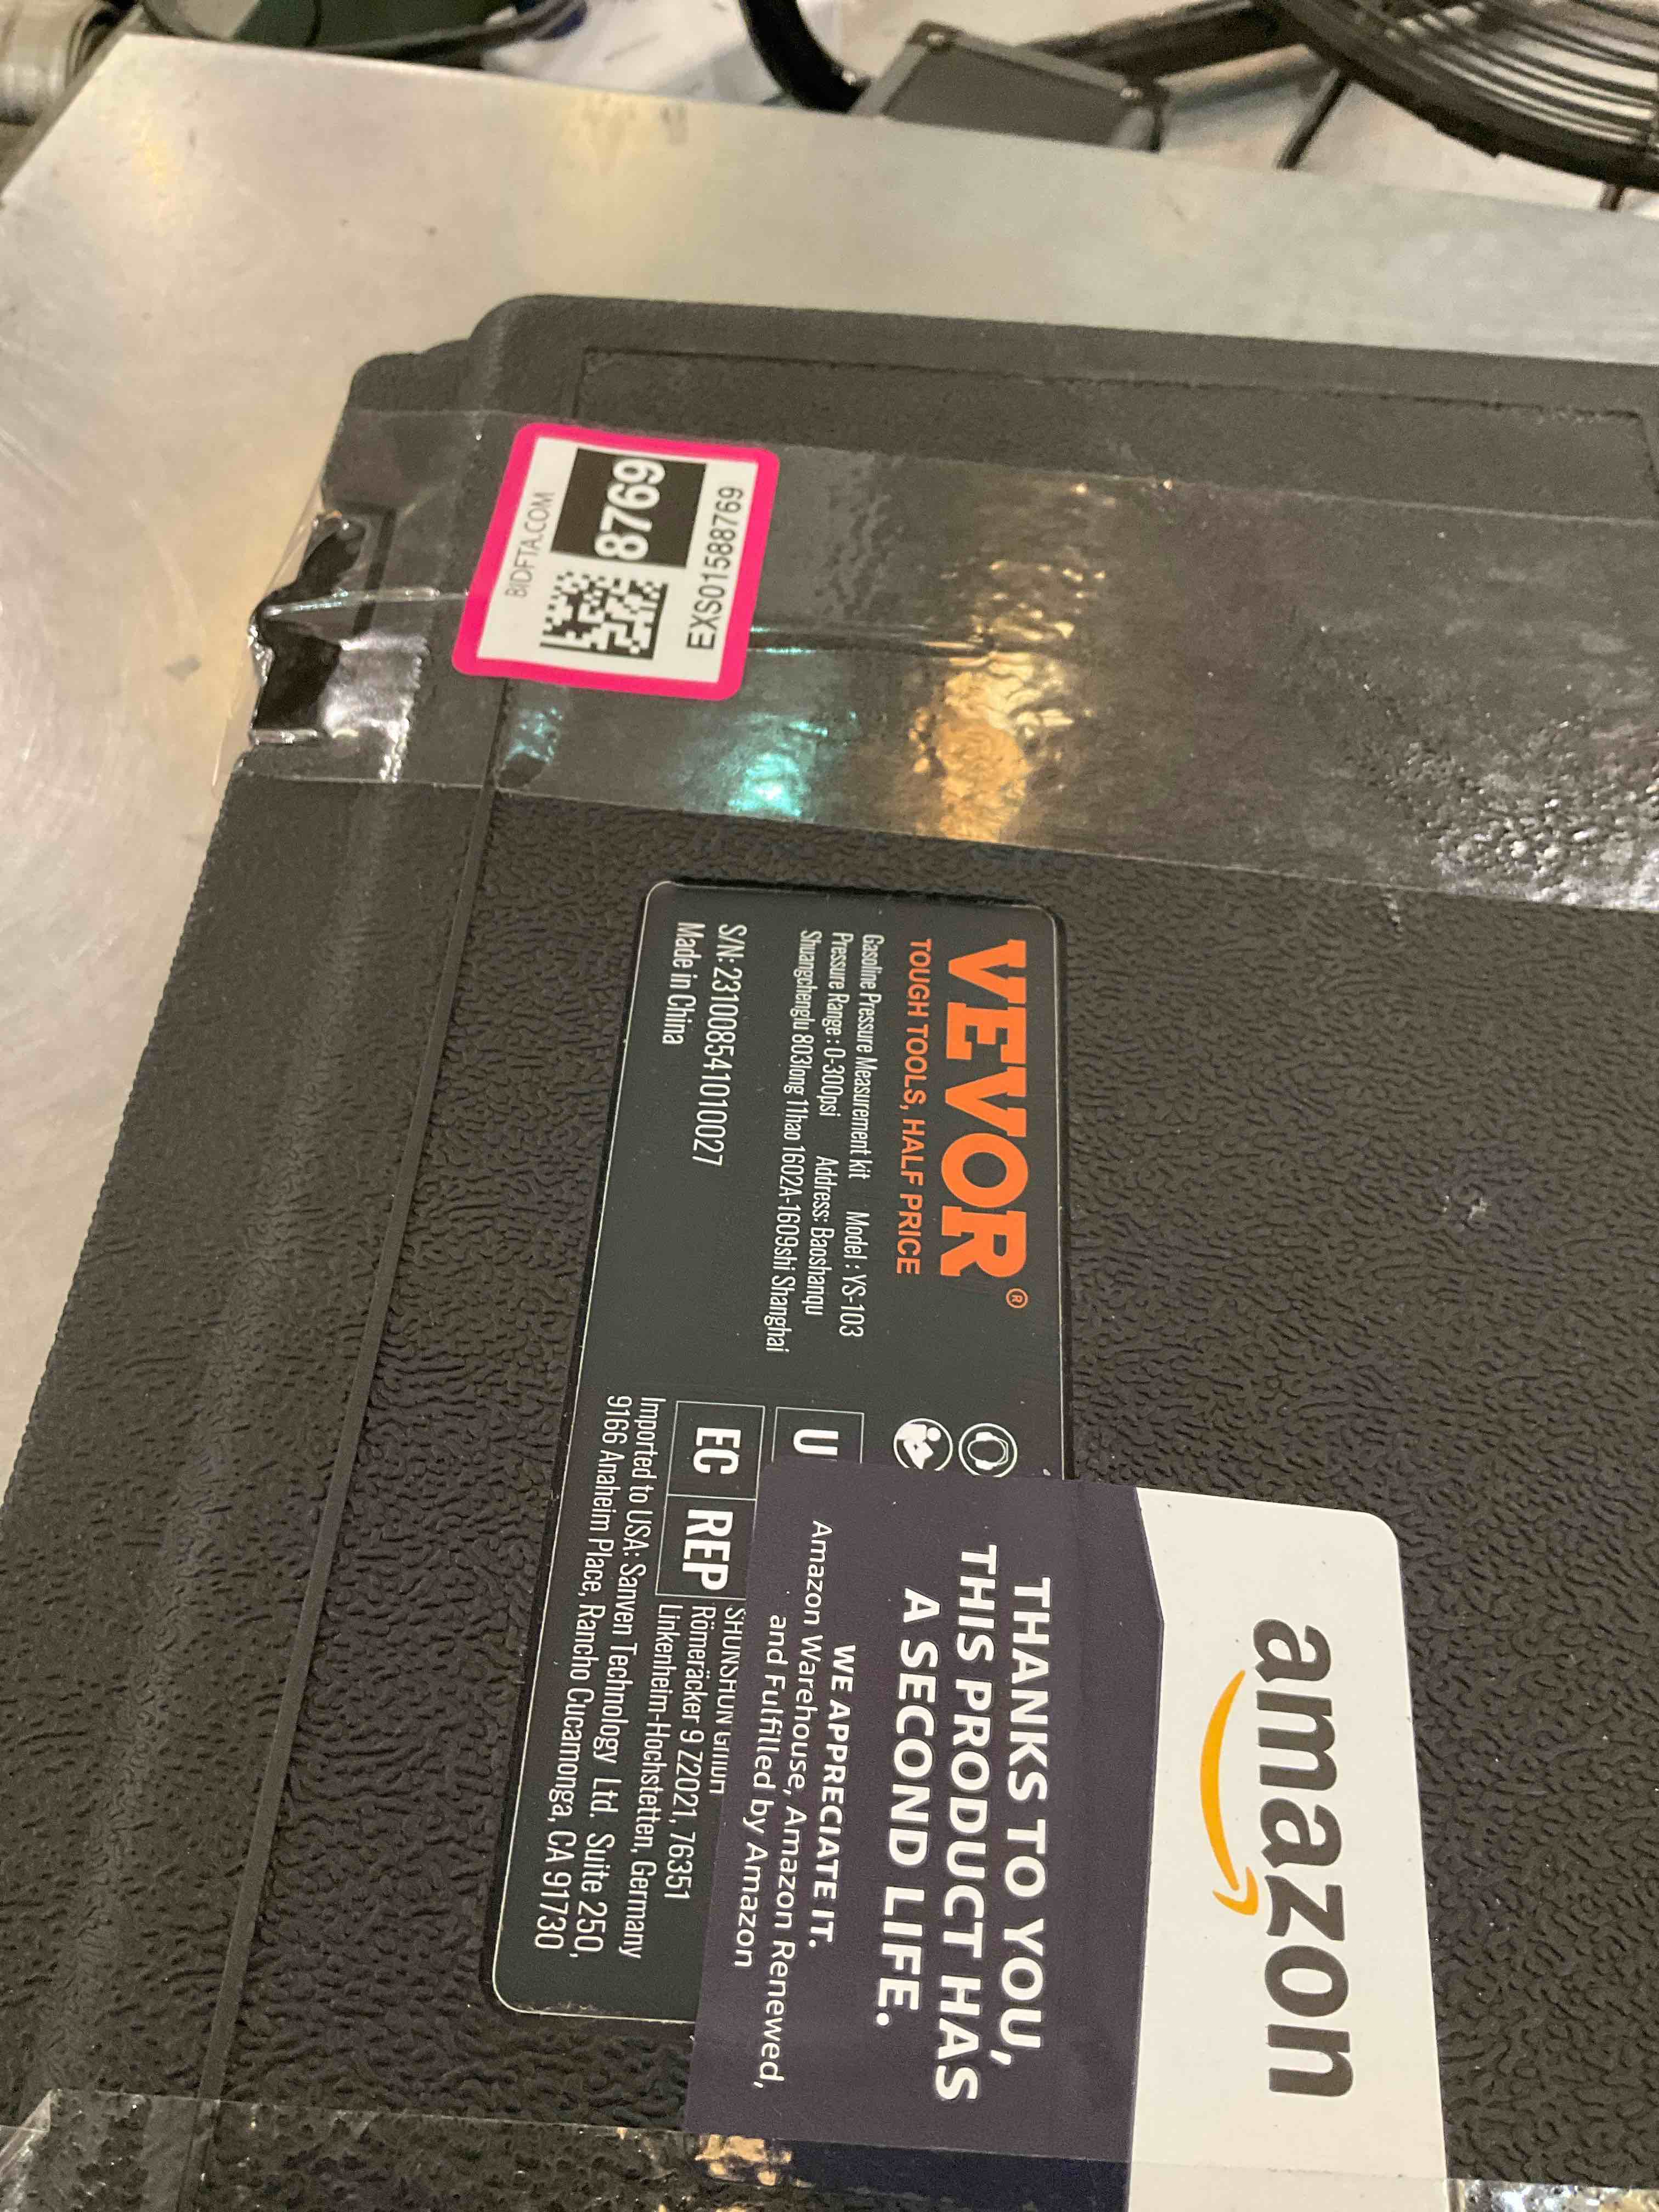 BIDFTA.COM
8769
EXS01588769
VEVOR®
TOUGH TOOLS, HALF PRICE
Gasoline Pressure Measurement kit Model : YS-103
Pressure Range : 0-300psi Address: Baoshanqu
Shuangchenglu 803long 11hao 1602A-1609shi Shanghai
S/N: 2310085410100027
Made in China
U
EC REP
SHUNSHUN GmbH
Römeräcker 9 Z2021, 76351
Linkenheim-Hochstetten, Germany
Imported to USA: Sanven Technology Ltd. Suite 250,
9166 Anaheim Place, Rancho Cucamonga, CA 91730
amazon
THANKS TO YOU,
THIS PRODUCT HAS
A SECOND LIFE.
WE APPRECIATE IT.
Amazon Warehouse, Amazon Renewed,
and Fulfilled by Amazon